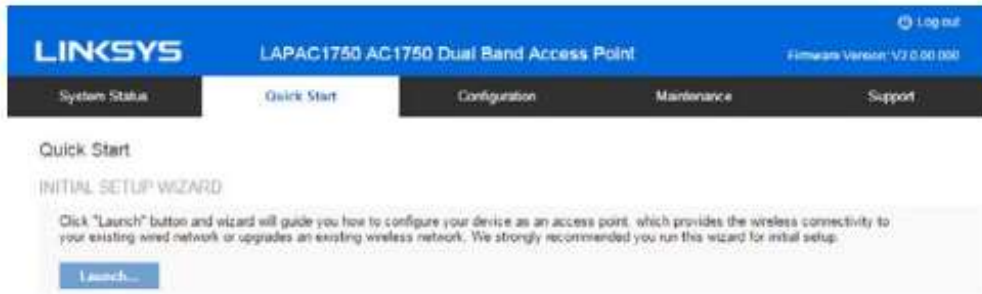 Log out
LINKSYS
LAPAC1750 AC1750 Dual Band Access Point
Firmware Version: V2.0.00.000
System Status
Quick Start
Configuration
Maintenance
Support
Quick Start
INITIAL SETUP WIZARD
Click "Launch" button and wizard will guide you how to configure your device as an access point, which provides the wireless connectivity to
your existing wired network or upgrades an existing wireless network. We strongly recommended you run this wizard for initial setup.
Launch...